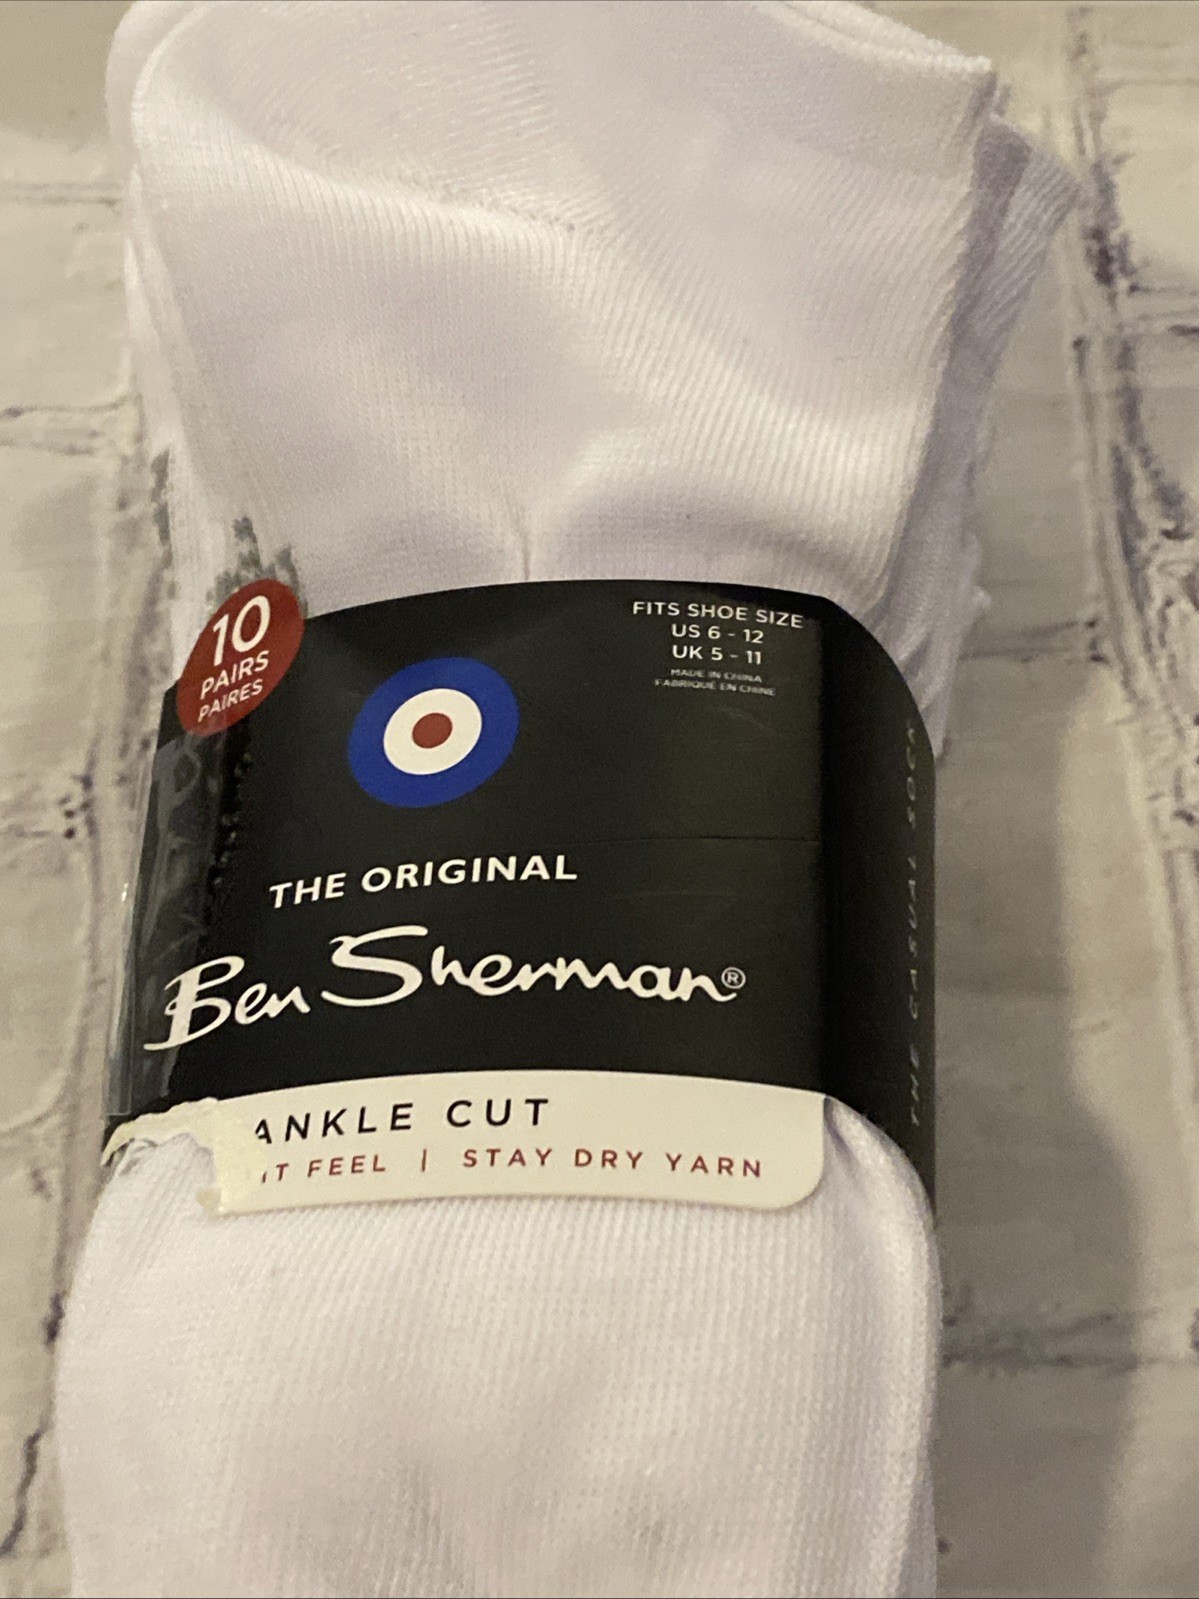 10
PAIRS
PAIRES
FITS SHOE SIZE
US 6 - 12
UK 5 - 11
MADE IN CHINA
FABRIQUÉ EN CHINE
THE ORIGINAL
Ben Sherman®
ANKLE CUT
IT FEEL | STAY DRY YARN
THE CASUAL SOCK